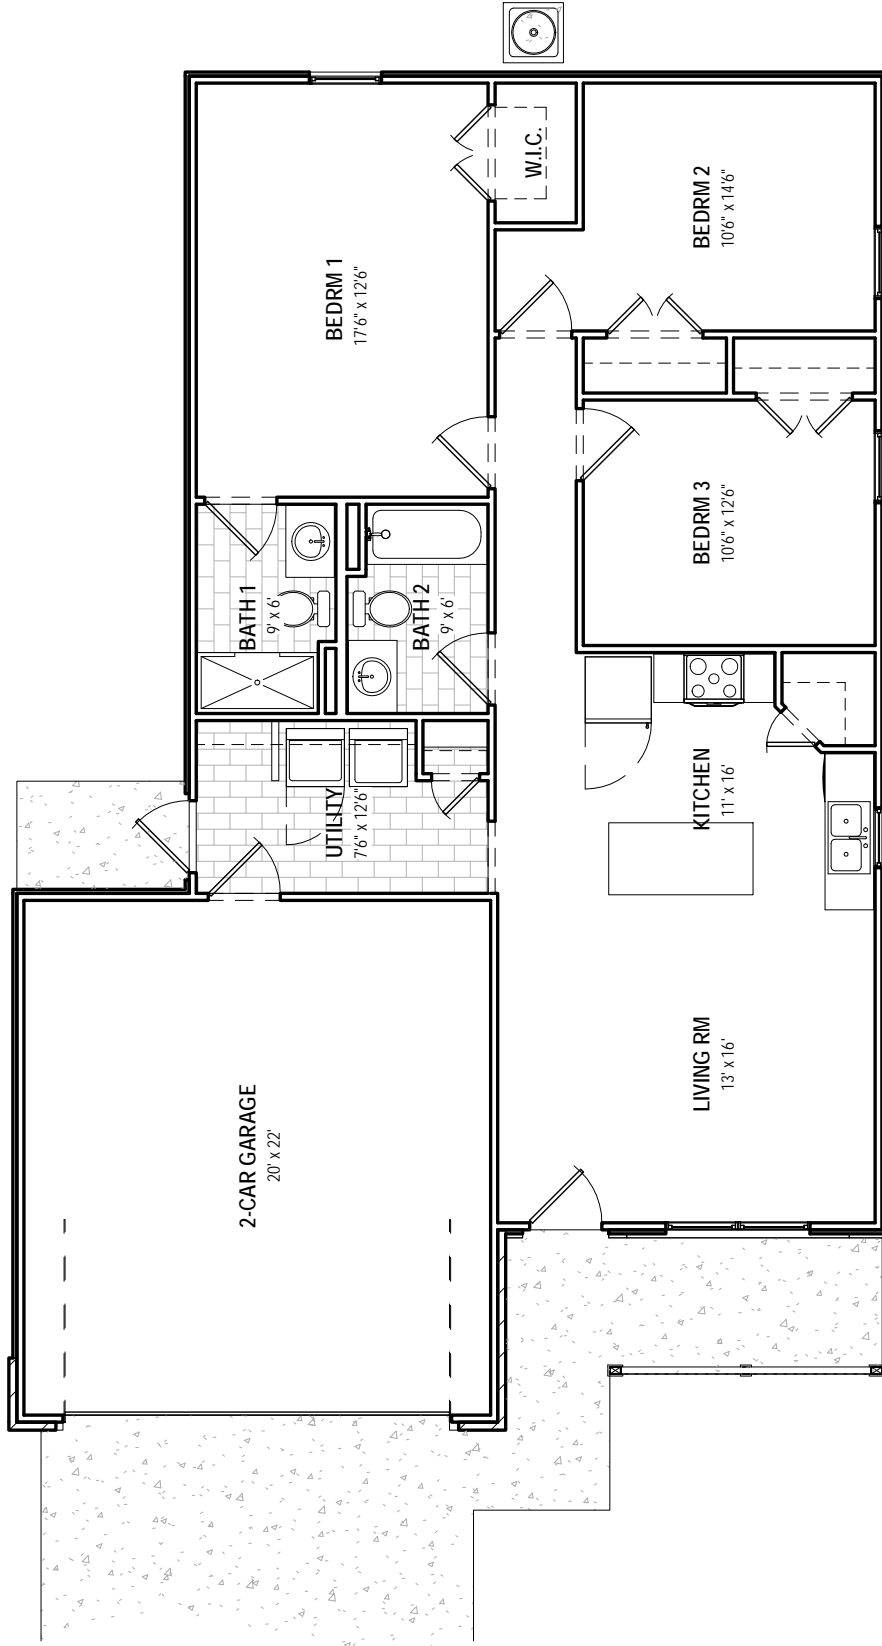 W.I.C.
BEDRM 2
10'6" x 14'6"
BEDRM 1
17'6" x 12'6"
BEDRM 3
10'6" x 12'6"
BATH 1
9' x 6'
BATH 2
9' x 6'
UTILITY
7'6" x 12'6"
KITCHEN
11' x 16'
LIVING RM
13' x 16'
2-CAR GARAGE
20' x 22'